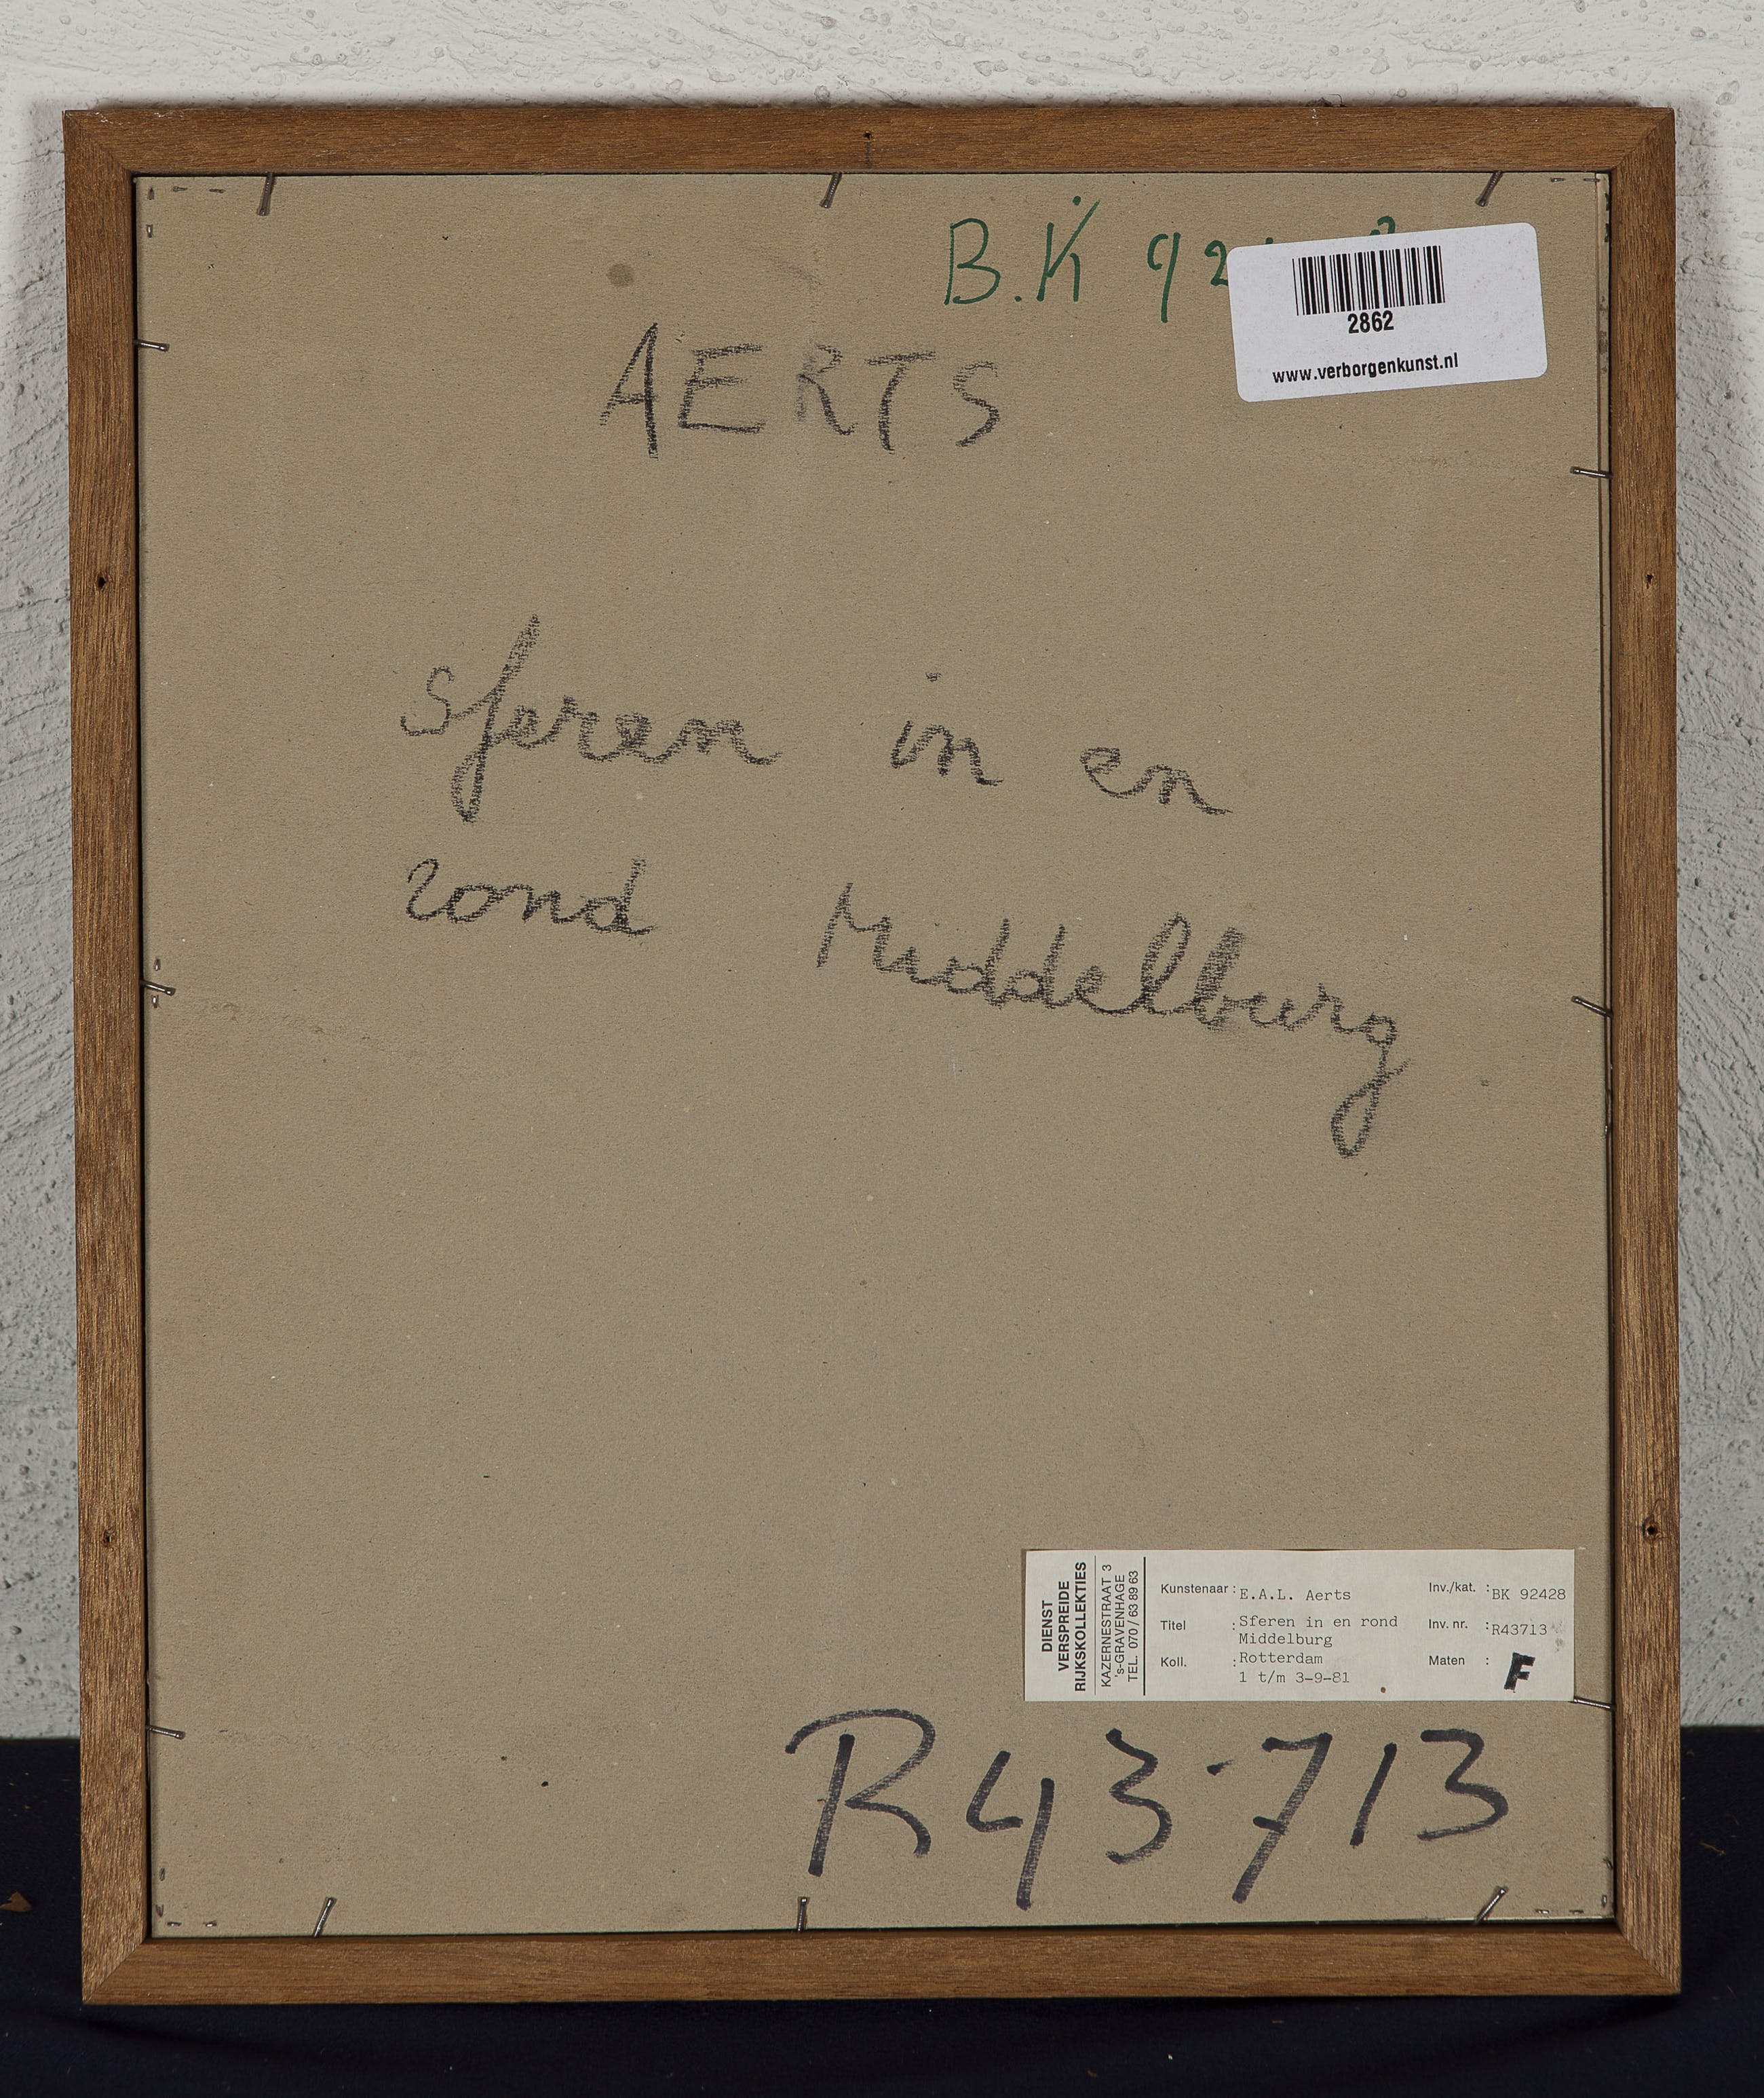 B.K 92
2862
www.verborgenkunst.nl
AERTS
Sferen in en
rond Middelburg
DIENST
VERSPREIDE
RIJKSKOLLEKTIES
KAZERNESTRAAT 3
's-GRAVENHAGE
TEL. 070/63 89 63
Kunstenaar : E.A.L. Aerts
Titel : Sferen in en rond
Middelburg
Koll. : Rotterdam
1 t/m 3-9-81
Inv./kat. : BK 92428
Inv. nr. : R43713
Maten : F
R43-713